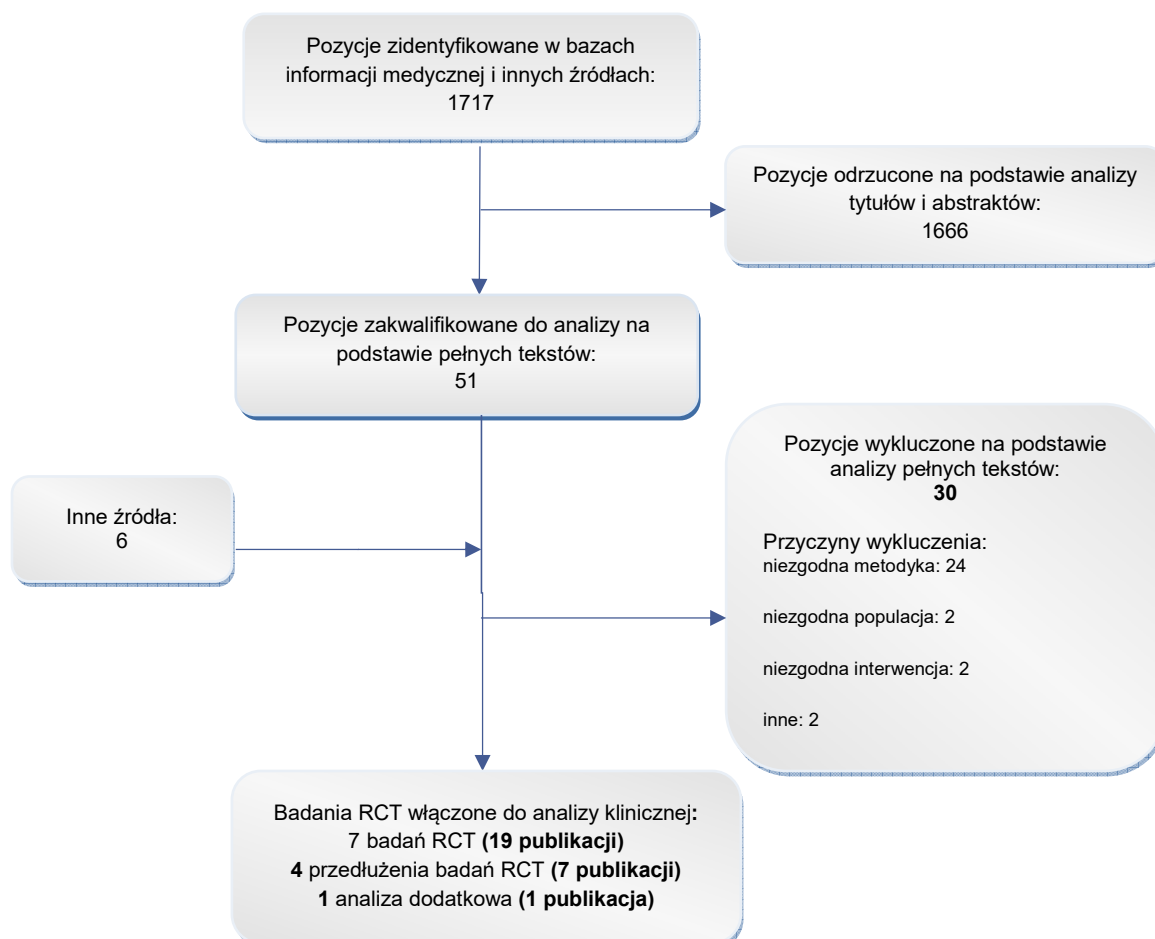 Pozycje zidentyfikowane w bazach
informacji medycznej i innych źródłach:
1717
Pozycje odrzucone na podstawie analizy
tytułów i abstraktów:
1666
Pozycje zakwalifikowane do analizy na
podstawie pełnych tekstów:
51
Inne źródła:
6
Pozycje wykluczone na podstawie
analizy pełnych tekstów:
30
Przyczyny wykluczenia:
niezgodna metodyka: 24
niezgodna populacja: 2
niezgodna interwencja: 2
inne: 2
Badania RCT włączone do analizy klinicznej:
7 badań RCT (19 publikacji)
4 przedłużenia badań RCT (7 publikacji)
1 analiza dodatkowa (1 publikacja)